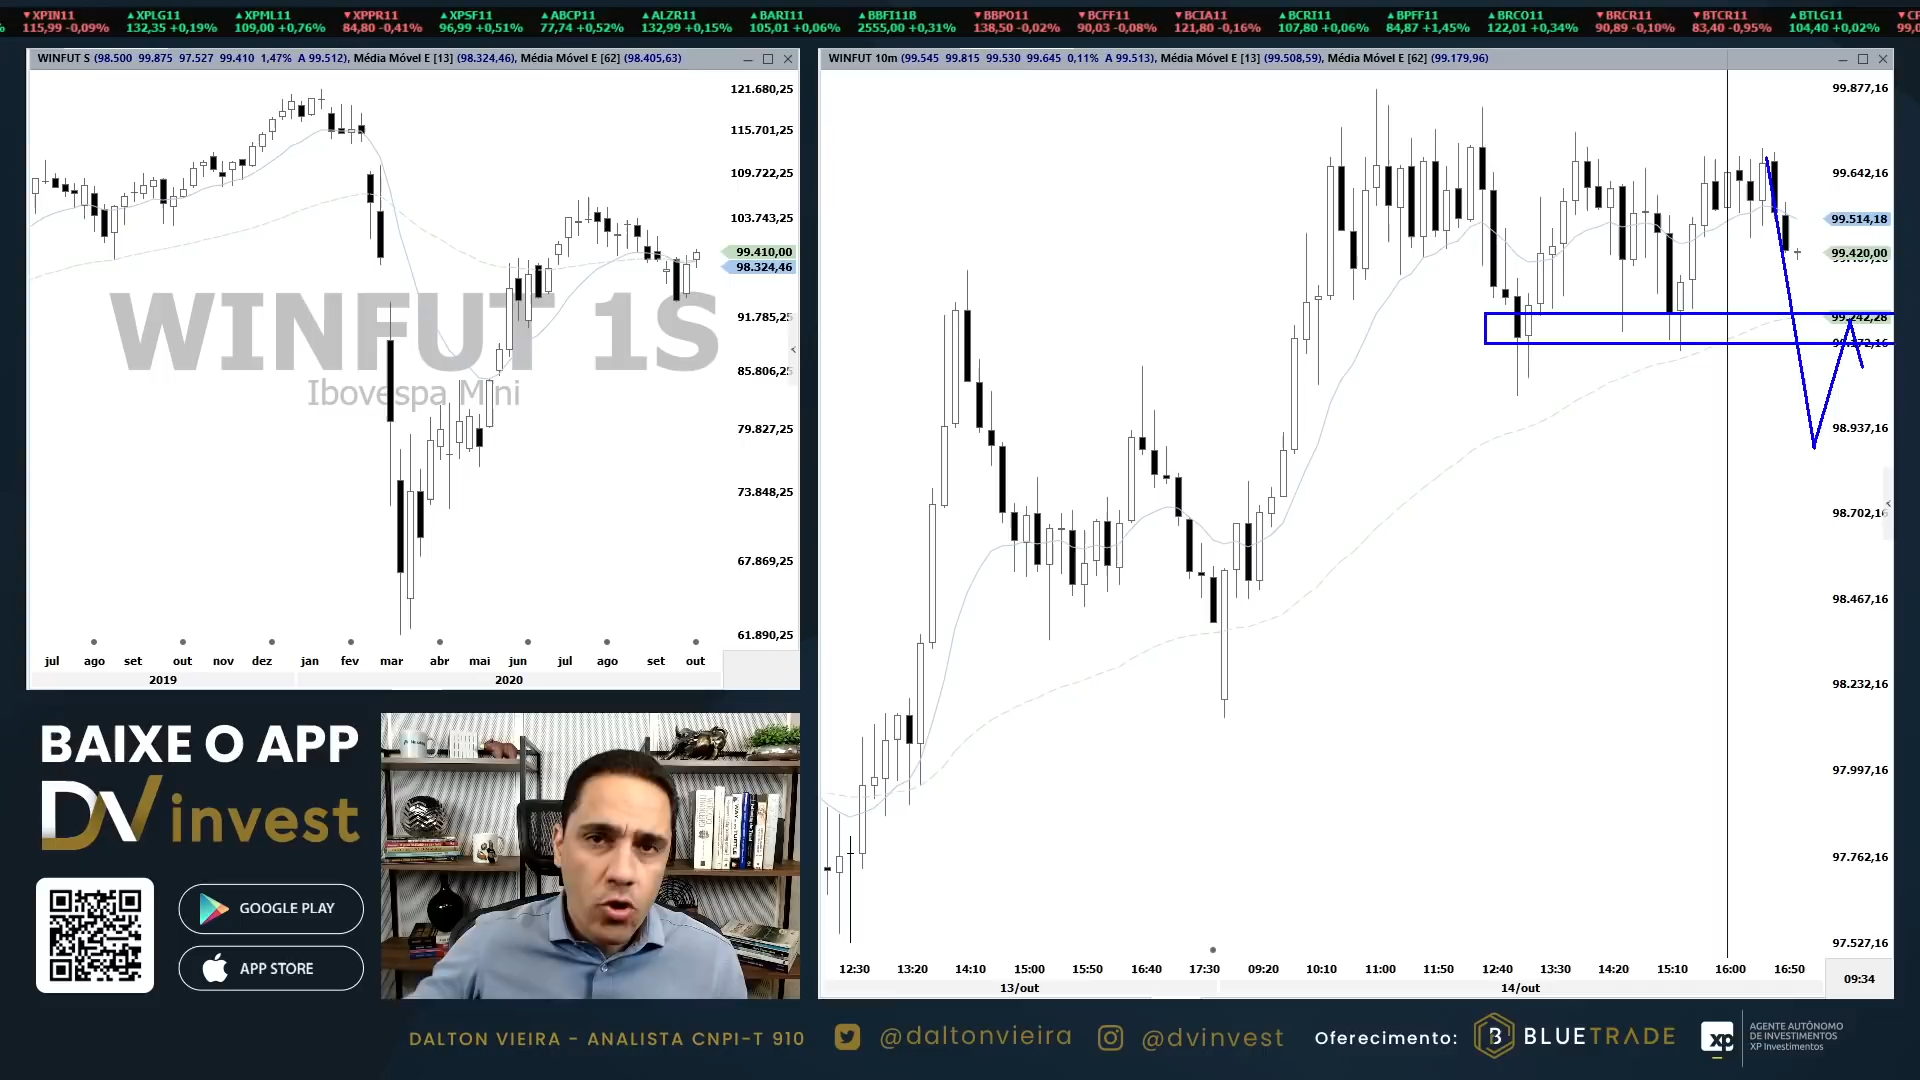 ▼XPIN11 ▲XPLG11 ▲XPML11 ▼XPPR11 ▲XPSF11 ▲ABCP11 ▲ALZR11 ▲BARI11 ▲BBFI11B ▼BBPO11 ▼BCFF11 ▼BCIA11 ▲BCRI11 ▲BPFF11 ▲BRCO11 ▼BRCR11 ▼BTCR11 ▲BTLG11
115,99 -0,09% 132,35 +0,19% 109,00 +0,76% 84,80 -0,41% 96,99 +0,51% 77,74 +0,52% 132,99 +0,15% 105,01 +0,06% 2555,00 +0,31% 138,50 -0,02% 90,03 -0,08% 121,80 -0,16% 107,80 +0,06% 84,87 +1,45% 122,01 +0,34% 90,89 -0,10% 83,40 -0,95% 104,40 +0,02%
WINFUT S (98.500 99.875 97.527 99.410 1,47% A 99.512), Média Móvel E [13] (98.324,46), Média Móvel E [62] (98.405,63)
121.680,25
115.701,25
109.722,25
103.743,25
99.410,00
98.324,46
91.785,25
85.806,25
79.827,25
73.848,25
67.869,25
61.890,25
WINFUT 1S
Ibovespa Mini
jul ago set out nov dez jan fev mar abr mai jun jul ago set out
2019 2020
WINFUT 10m (99.545 99.815 99.530 99.645 0,11% A 99.513), Média Móvel E [13] (99.508,59), Média Móvel E [62] (99.179,96)
99.877,16
99.642,16
99.514,18
99.420,00
99.242,28
98.937,16
98.702,16
98.467,16
98.232,16
97.997,16
97.762,16
97.527,16
12:30 13:20 14:10 15:00 15:50 16:40 17:30 09:20 10:10 11:00 11:50 12:40 13:30 14:20 15:10 16:00 16:50
13/out 14/out
09:34
BAIXE O APP
DV invest
GOOGLE PLAY
APP STORE
DALTON VIEIRA - ANALISTA CNPI-T 910
@daltonvieira
@dvinvest
Oferecimento:
BLUETRADE
xp
AGENTE AUTÔNOMO
DE INVESTIMENTOS
XP Investimentos